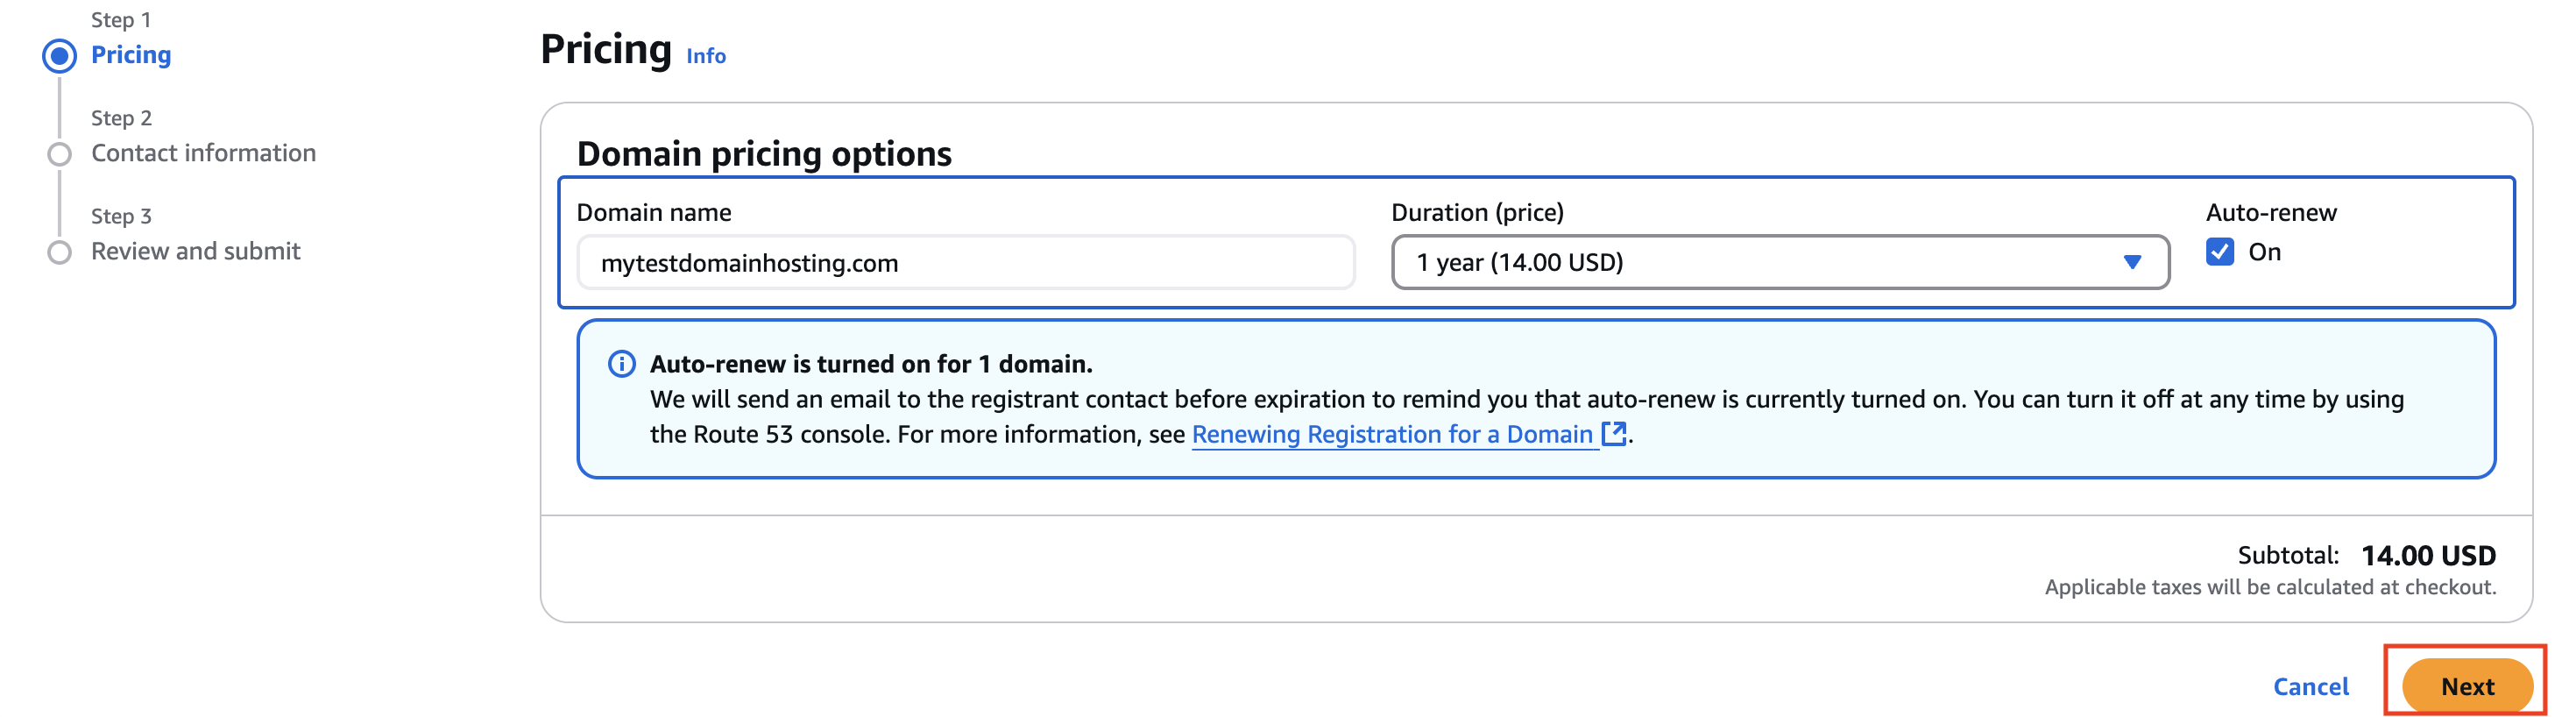 Step 1
Pricing
Step 2
Contact information
Step 3
Review and submit
Pricing Info
Domain pricing options
Domain name
mytestdomainhosting.com
Duration (price)
1 year (14.00 USD)
Auto-renew
On
Auto-renew is turned on for 1 domain.
We will send an email to the registrant contact before expiration to remind you that auto-renew is currently turned on. You can turn it off at any time by using
the Route 53 console. For more information, see Renewing Registration for a Domain.
Subtotal: 14.00 USD
Applicable taxes will be calculated at checkout.
Cancel
Next